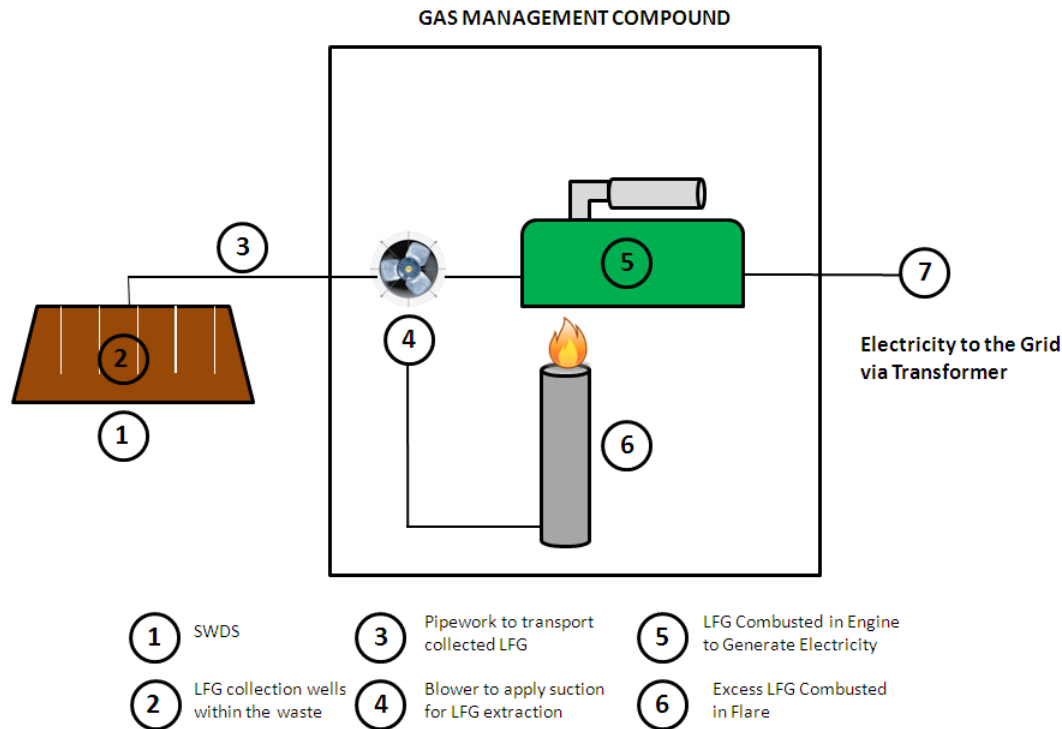 GAS MANAGEMENT COMPOUND
3
5
7
2
4
Electricity to the Grid
via Transformer
1
6
1 SWDS
3 Pipework to transport
collected LFG
5 LFG Combusted in Engine
to Generate Electricity
2 LFG collection wells
within the waste
4 Blower to apply suction
for LFG extraction
6 Excess LFG Combusted
in Flare